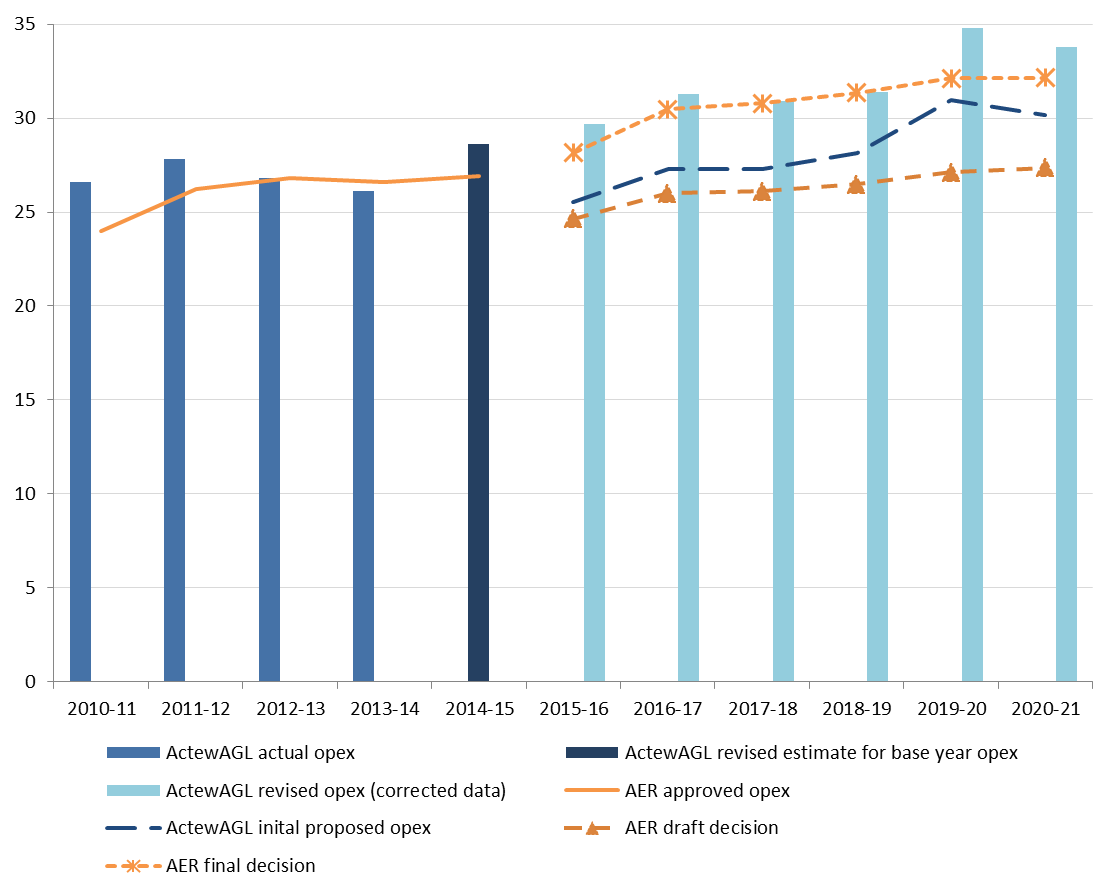 35
30
25
20
15
10
5
0
2010-11 2011-12 2012-13 2013-14 2014-15 2015-16 2016-17 2017-18 2018-19 2019-20 2020-21
ActewAGL actual opex ActewAGL revised estimate for base year opex
ActewAGL revised opex (corrected data) AER approved opex
ActewAGL inital proposed opex AER draft decision
AER final decision